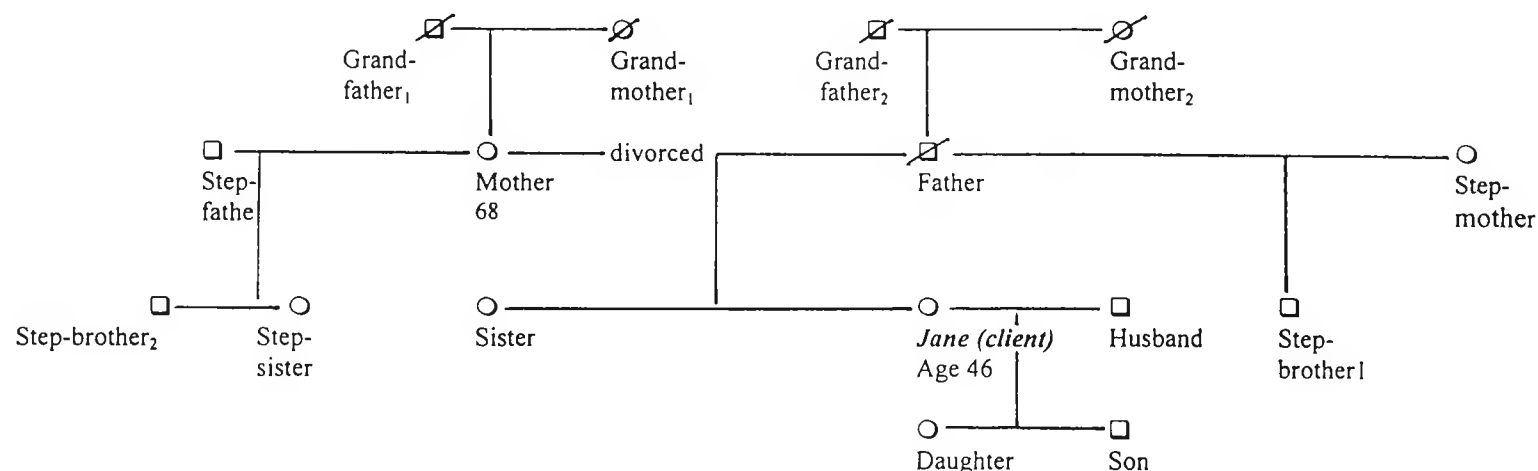 Grand-
father₁
Grand-
mother₁
Grand-
father₂
Grand-
mother₂
divorced
Step-
fathe
Mother
68
Father
Step-
mother
Step-brother₂
Step-
sister
Sister
Jane (client)
Age 46
Husband
Step-
brother1
Daughter
Son